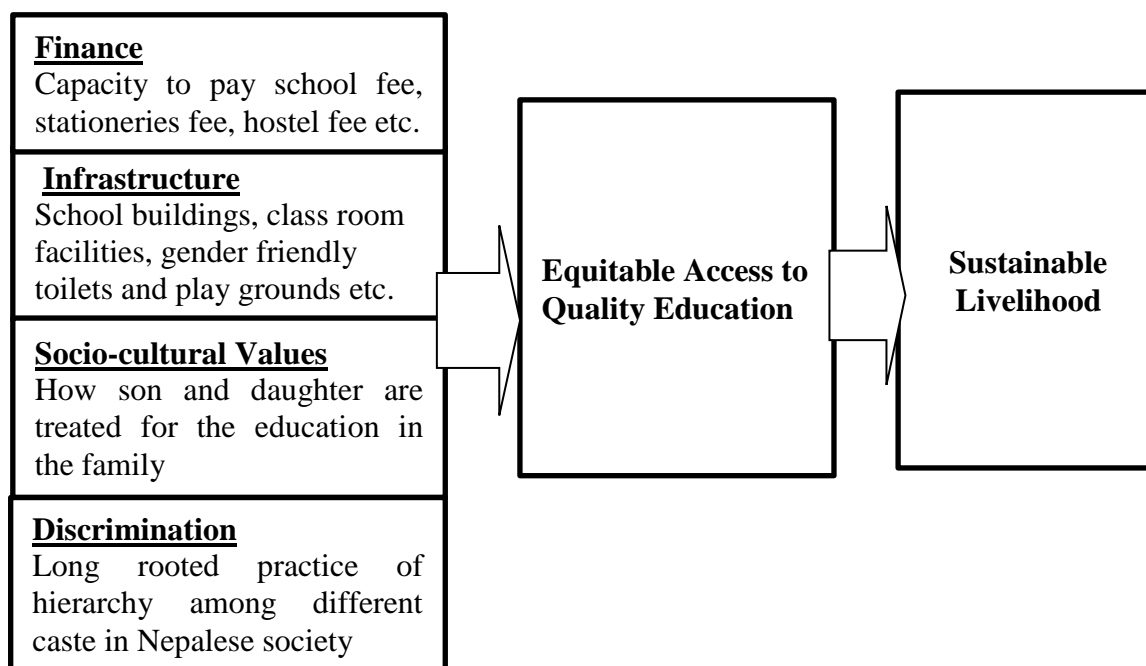 Finance
Capacity to pay school fee,
stationeries fee, hostel fee etc.
Infrastructure
School buildings, class room
facilities, gender friendly
toilets and play grounds etc.
Socio-cultural Values
How son and daughter are
treated for the education in
the family
Discrimination
Long rooted practice of
hierarchy among different
caste in Nepalese society
Equitable Access to
Quality Education
Sustainable
Livelihood